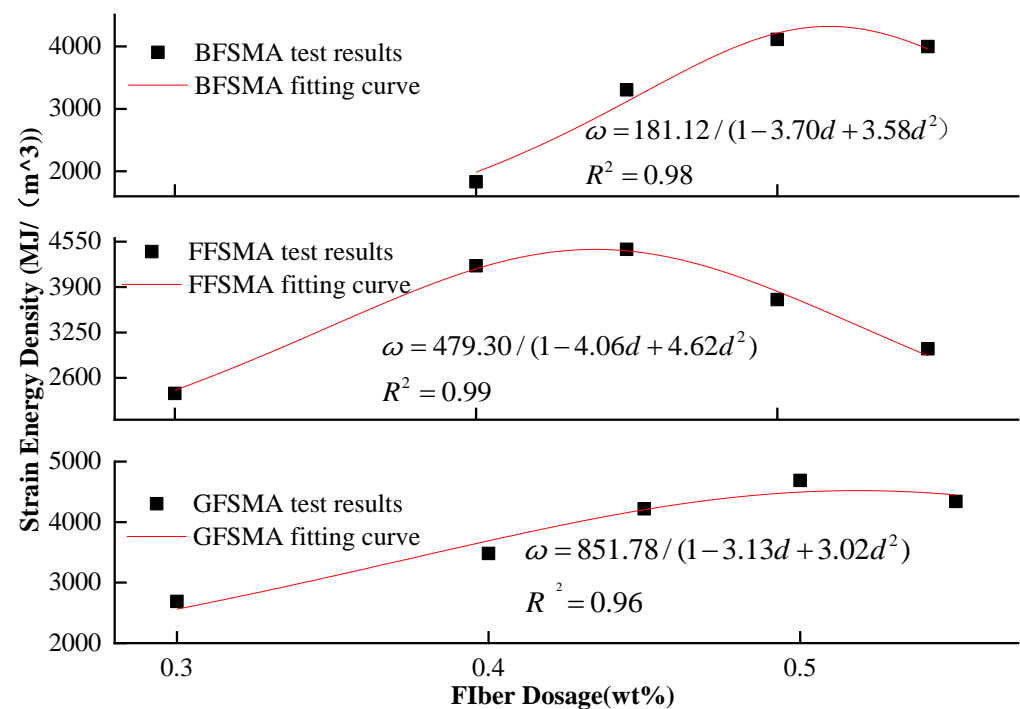 Strain Energy Density (MJ/（m^3))
4000
3000
2000
BFSMA test results
BFSMA fitting curve
ω=181.12/(1−3.70d+3.58d²）
R²=0.98
4550
3900
3250
2600
FFSMA test results
FFSMA fitting curve
ω=479.30/(1−4.06d+4.62d²)
R²=0.99
5000
4000
3000
2000
GFSMA test results
GFSMA fitting curve
ω=851.78/(1−3.13d+3.02d²)
R²=0.96
0.3 0.4 0.5
FIber Dosage(wt%)